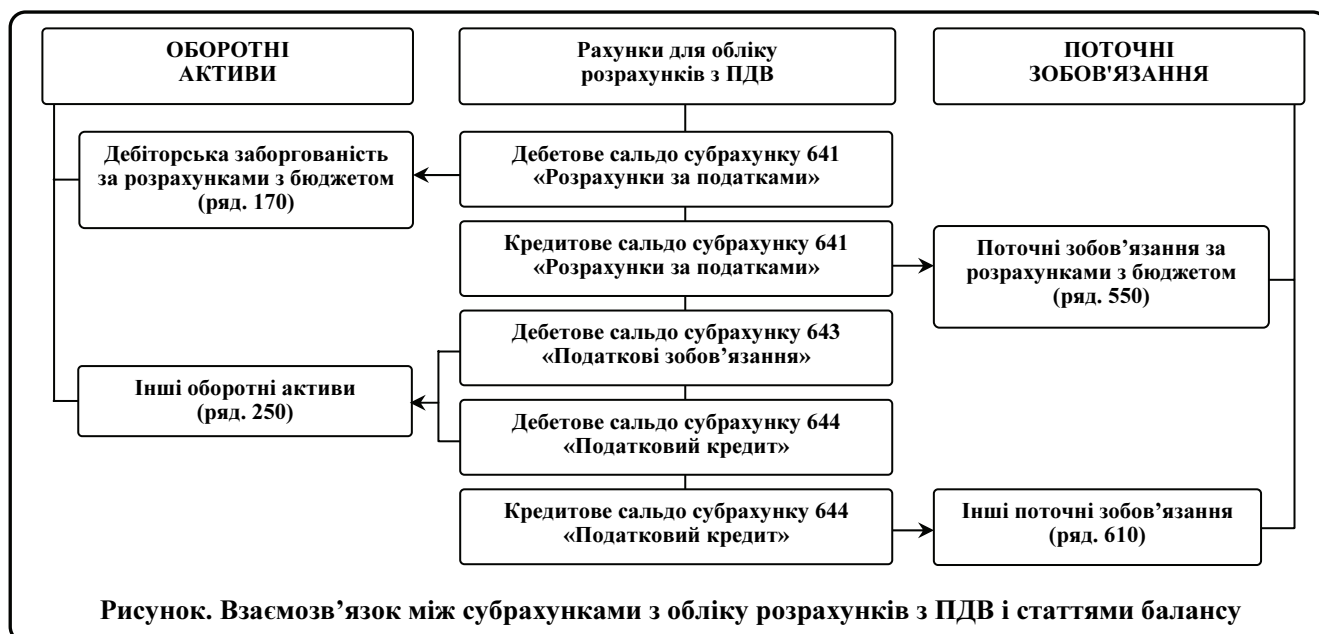 ОБОРОТНІ
АКТИВИ
Рахунки для обліку
розрахунків з ПДВ
ПОТОЧНІ
ЗОБОВ'ЯЗАННЯ
Дебіторська заборгованість
за розрахунками з бюджетом
(ряд. 170)
Дебетове сальдо субрахунку 641
«Розрахунки за податками»
Кредитове сальдо субрахунку 641
«Розрахунки за податками»
Поточні зобов’язання за
розрахунками з бюджетом
(ряд. 550)
Дебетове сальдо субрахунку 643
«Податкові зобов’язання»
Інші оборотні активи
(ряд. 250)
Дебетове сальдо субрахунку 644
«Податковий кредит»
Кредитове сальдо субрахунку 644
«Податковий кредит»
Інші поточні зобов’язання
(ряд. 610)
Рисунок. Взаємозв’язок між субрахунками з обліку розрахунків з ПДВ і статтями балансу